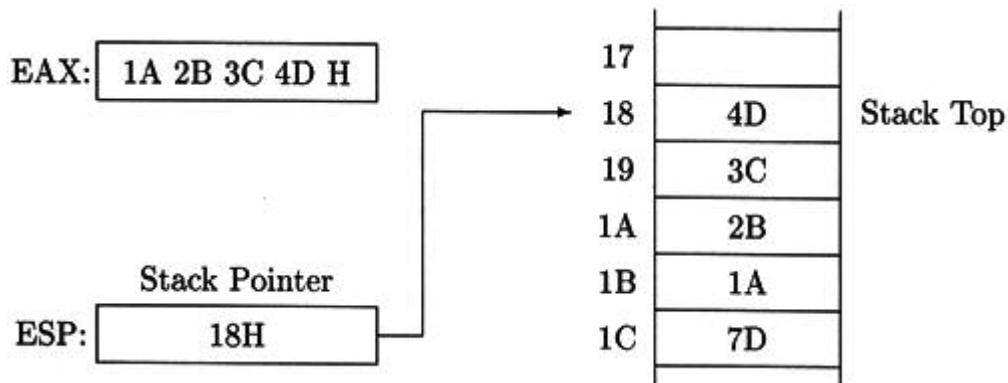 EAX: 1A 2B 3C 4D H
17
18 4D Stack Top
19 3C
1A 2B
Stack Pointer
1B 1A
ESP: 18H
1C 7D